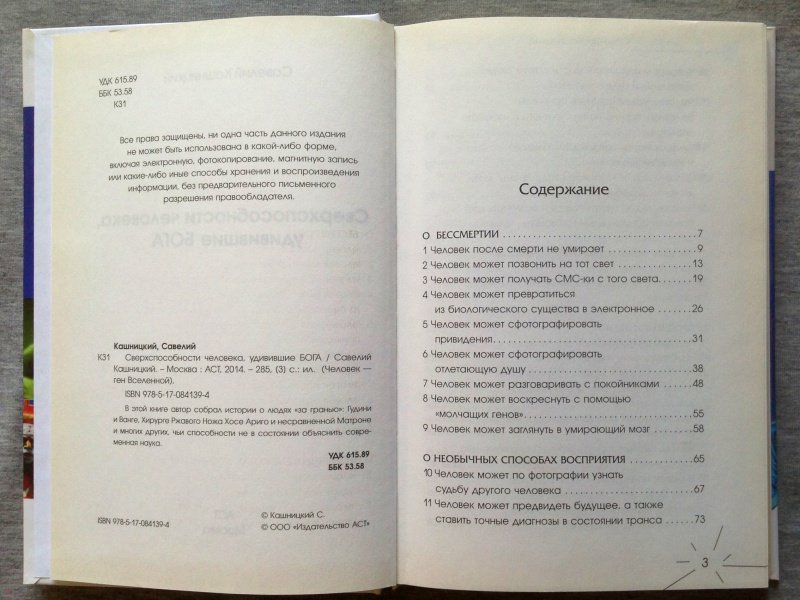 УДК 615.89
ББК 53.58
К31
Все права защищены, ни одна часть данного издания
не может быть использована в какой-либо форме,
включая электронную, фотокопирование, магнитную запись
или какие-либо иные способы хранения и воспроизведения
информации, без предварительного письменного
разрешения правообладателя.
Кашницкий, Савелий
К31 Сверхспособности человека, удивившие БОГА / Савелий
Кашницкий. – Москва : АСТ, 2014. – 285, (3) с.: ил. (Человек —
ген Вселенной).
ISBN 978-5-17-084139-4
В этой книге автор собрал истории о людях «за гранью»: Гудини
и Ванге, Хирурге Ржавого Ножа Хосе Ариго и несравненной Матроне
и многих других, чьи способности не в состоянии объяснить совре-
менная наука.
УДК 615.89
ББК 53.58
© Кашницкий С.
ISBN 978-5-17-084139-4 © ООО «Издательство АСТ»
Содержание
О БЕССМЕРТИИ 7
1 Человек после смерти не умирает 9
2 Человек может позвонить на тот свет 13
3 Человек может получать СМС-ки с того света 19
4 Человек может превратиться
из биологического существа в электронное 26
5 Человек может сфотографировать
привидения 31
6 Человек может сфотографировать
отлетающую душу 38
7 Человек может разговаривать с покойниками 48
8 Человек может воскреснуть с помощью
«молчащих генов» 55
9 Человек может заглянуть в умирающий мозг 58
О НЕОБЫЧНЫХ СПОСОБАХ ВОСПРИЯТИЯ 65
10 Человек может по фотографии узнать
судьбу другого человека 67
11 Человек может предвидеть будущее, а также
ставить точные диагнозы в состоянии транса 73
3